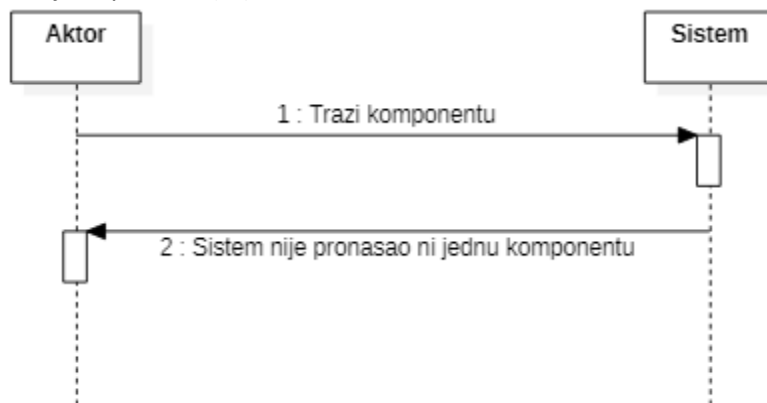 Aktor
Sistem
1 : Trazi komponentu
2 : Sistem nije pronasao ni jednu komponentu